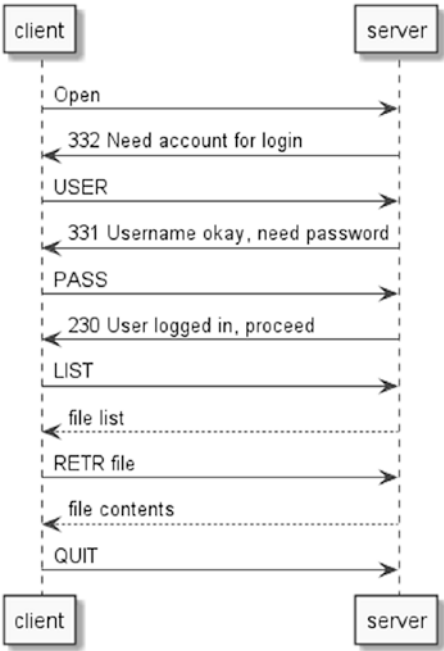 client server
Open
332 Need account for login
USER
331 Username okay, need password
PASS
230 User logged in, proceed
LIST
file list
RETR file
file contents
QUIT
client server